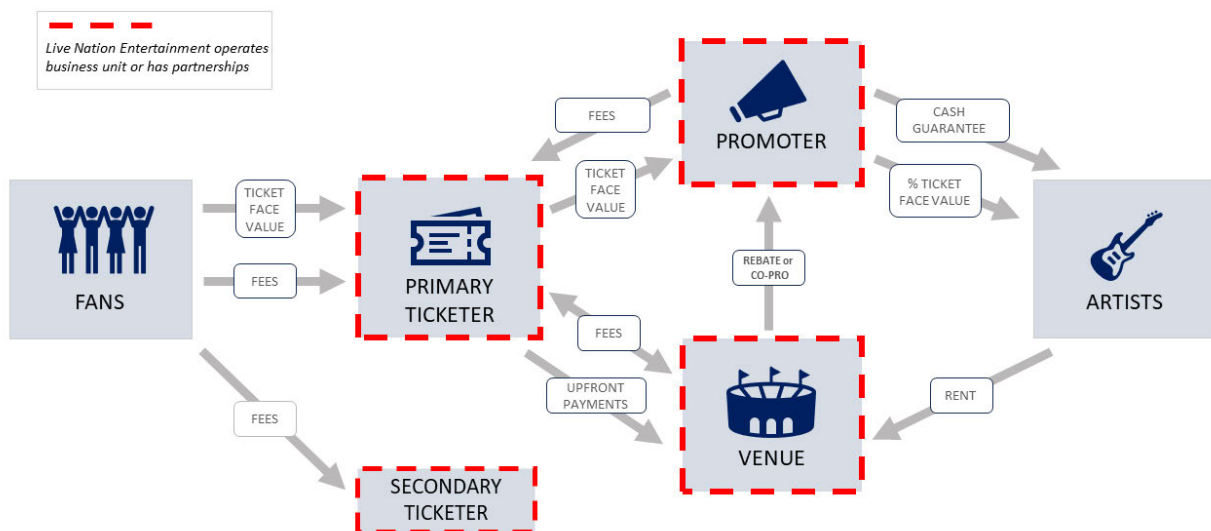 Live Nation Entertainment operates
business unit or has partnerships
FEES
PROMOTER
CASH
GUARANTEE
TICKET
FACE
VALUE
TICKET
FACE
VALUE
% TICKET
FACE VALUE
FEES
FANS
PRIMARY
TICKETER
REBATE or
CO-PRO
ARTISTS
FEES
UPFRONT
PAYMENTS
RENT
FEES
VENUE
SECONDARY
TICKETER